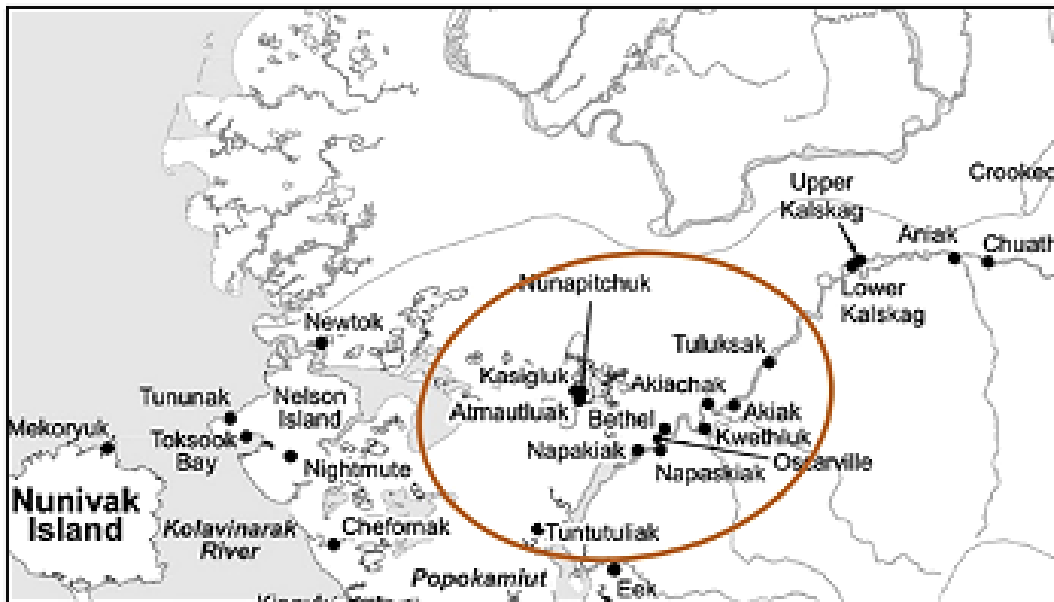 Crooked
Upper
Kalskag
Aniak
Chuath
Nunapitchuk
Lower
Kalskag
Newtok
Tuluksak
Kasigluk
Akiachak
Nelson
Island
Tununak
Atmautluak
Bethel
Akiak
Mekoryuk
Toksook
Bay
Kwethluk
Napakiak
Oscarville
Nightmute
Napaskiak
Nunivak
Island
Kolavinarak
River
Chefornak
Tuntutuliak
Popokamiut
Eek